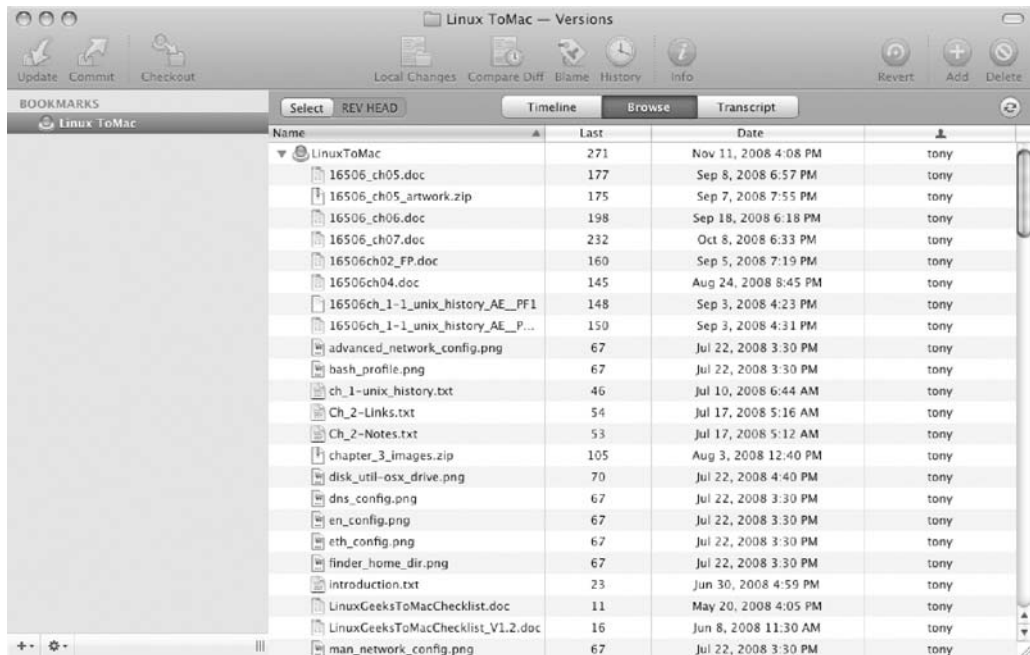 Linux ToMac — Versions
Update Commit Checkout Local Changes Compare Diff Blame History Info Revert Add Delete
BOOKMARKS
Linux ToMac
Select REV HEAD Timeline Browse Transcript
Name Last Date
LinuxToMac 271 Nov 11, 2008 4:08 PM tony
16506_ch05.doc 177 Sep 8, 2008 6:57 PM tony
16506_ch05_artwork.zip 175 Sep 7, 2008 7:55 PM tony
16506_ch06.doc 198 Sep 18, 2008 6:18 PM tony
16506_ch07.doc 232 Oct 8, 2008 6:33 PM tony
16506ch02_FP.doc 160 Sep 5, 2008 7:19 PM tony
16506ch04.doc 145 Aug 24, 2008 8:45 PM tony
16506ch_1-1_unix_history_AE__PF1 148 Sep 3, 2008 4:23 PM tony
16506ch_1-1_unix_history_AE__P... 150 Sep 3, 2008 4:31 PM tony
advanced_network_config.png 67 Jul 22, 2008 3:30 PM tony
bash_profile.png 67 Jul 22, 2008 3:30 PM tony
ch_1-unix_history.txt 46 Jul 10, 2008 6:44 AM tony
Ch_2-Links.txt 54 Jul 17, 2008 5:16 AM tony
Ch_2-Notes.txt 53 Jul 17, 2008 5:12 AM tony
chapter_3_images.zip 105 Aug 3, 2008 12:40 PM tony
disk_util-osx_drive.png 70 Jul 22, 2008 4:40 PM tony
dns_config.png 67 Jul 22, 2008 3:30 PM tony
en_config.png 67 Jul 22, 2008 3:30 PM tony
eth_config.png 67 Jul 22, 2008 3:30 PM tony
finder_home_dir.png 67 Jul 22, 2008 3:30 PM tony
introduction.txt 23 Jun 30, 2008 4:59 PM tony
LinuxGeeksToMacChecklist.doc 11 May 20, 2008 4:05 PM tony
LinuxGeeksToMacChecklist_V1.2.doc 16 Jun 8, 2008 11:30 AM tony
man_network_config.png 67 Jul 22, 2008 3:30 PM tony